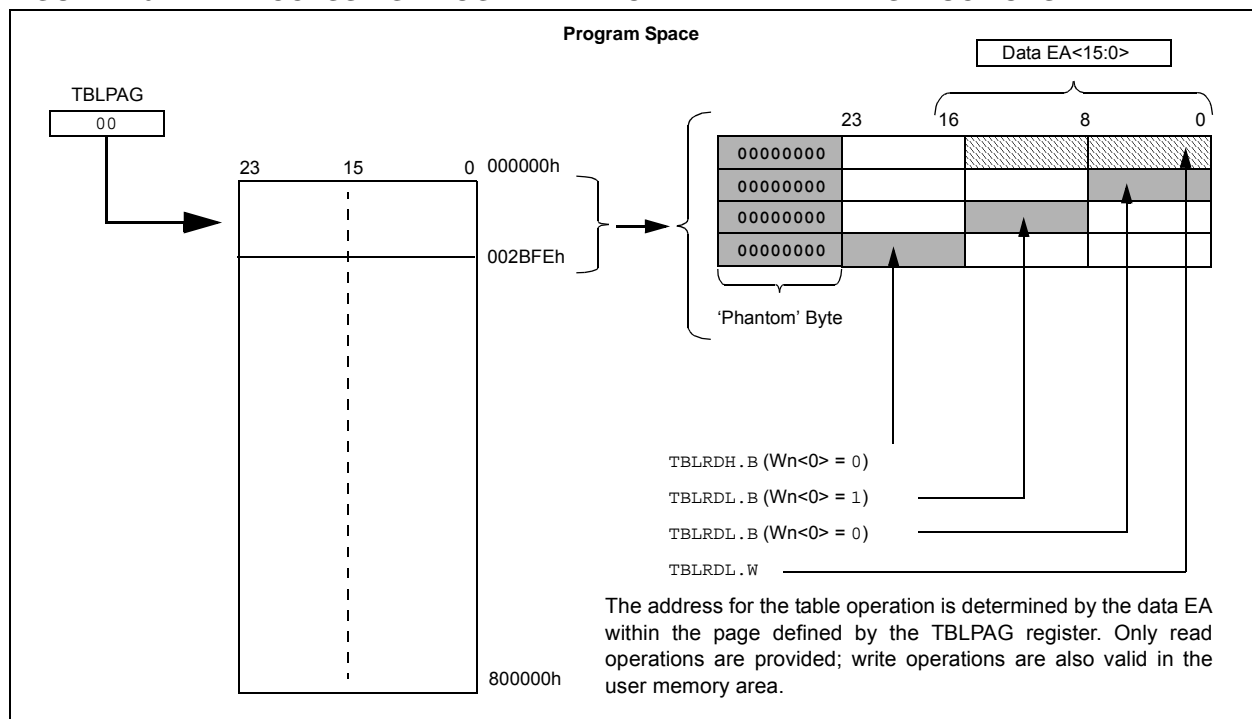 Program Space
Data EA<15:0>
TBLPAG
00
23 16 8 0
23 15 0
000000h
002BFEh
800000h
00000000
00000000
00000000
00000000
‘Phantom’ Byte
TBLRDH.B (Wn<0> = 0)
TBLRDL.B (Wn<0> = 1)
TBLRDL.B (Wn<0> = 0)
TBLRDL.W
The address for the table operation is determined by the data EA
within the page defined by the TBLPAG register. Only read
operations are provided; write operations are also valid in the
user memory area.